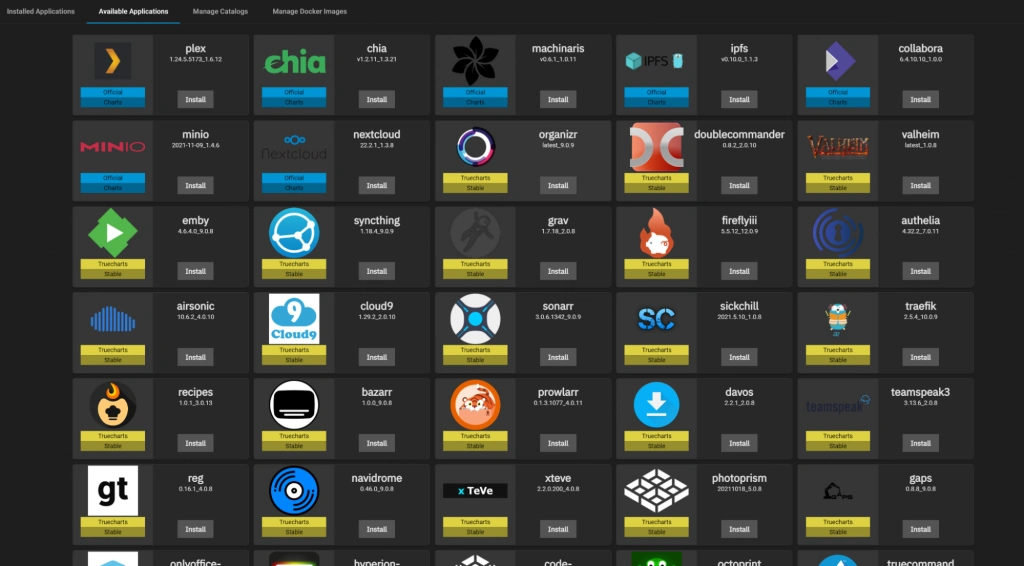 Installed Applications
Available Applications
Manage Catalogs
Manage Docker Images
plex
1.24.5.5173_1.6.12
Official
Charts
Install
chia
chia
v1.2.11_1.3.21
Official
Charts
Install
machinaris
v0.6.1_1.0.11
Official
Charts
Install
IPFS
ipfs
v0.10.0_1.1.3
Official
Charts
Install
collabora
6.4.10.10_1.0.0
Official
Charts
Install
MINIO
minio
2021-11-09_1.4.6
Official
Charts
Install
Nextcloud
nextcloud
22.2.1_1.3.8
Official
Charts
Install
organizr
latest_9.0.9
Truecharts
Stable
Install
doublecommander
0.8.2_2.0.10
Truecharts
Stable
Install
VALHEIM
valheim
latest_1.0.8
Truecharts
Stable
Install
emby
4.6.4.0_9.0.8
Truecharts
Stable
Install
syncthing
1.18.4_9.0.9
Truecharts
Stable
Install
grav
1.7.18_2.0.8
Truecharts
Stable
Install
fireflyiii
5.5.12_12.0.9
Truecharts
Stable
Install
authelia
4.32.2_7.0.11
Truecharts
Stable
Install
airsonic
10.6.2_4.0.10
Truecharts
Stable
Install
9
Cloud9
cloud9
1.29.2_2.0.10
Truecharts
Stable
Install
sonarr
3.0.6.1342_9.0.9
Truecharts
Stable
Install
SC
sickchill
2021.5.10_1.0.8
Truecharts
Stable
Install
traefik
2.5.4_10.0.9
Truecharts
Stable
Install
recipes
1.0.1_3.0.13
Truecharts
Stable
Install
bazarr
1.0.0_9.0.8
Truecharts
Stable
Install
prowlarr
0.1.3.1077_4.0.11
Truecharts
Stable
Install
davos
2.2.1_2.0.8
Truecharts
Stable
Install
teamspeak
teamspeak3
3.13.6_2.0.8
Truecharts
Stable
Install
gt
reg
0.16.1_4.0.8
Truecharts
Stable
Install
navidrome
0.46.0_9.0.8
Truecharts
Stable
Install
x TeVe
xteve
2.2.0.200_4.0.8
Truecharts
Stable
Install
photoprism
20211018_5.0.8
Truecharts
Stable
Install
gaps
0.8.8_9.0.8
Truecharts
Stable
Install
onlyoffice-
hyperion-
code-
octoprint
truecommand